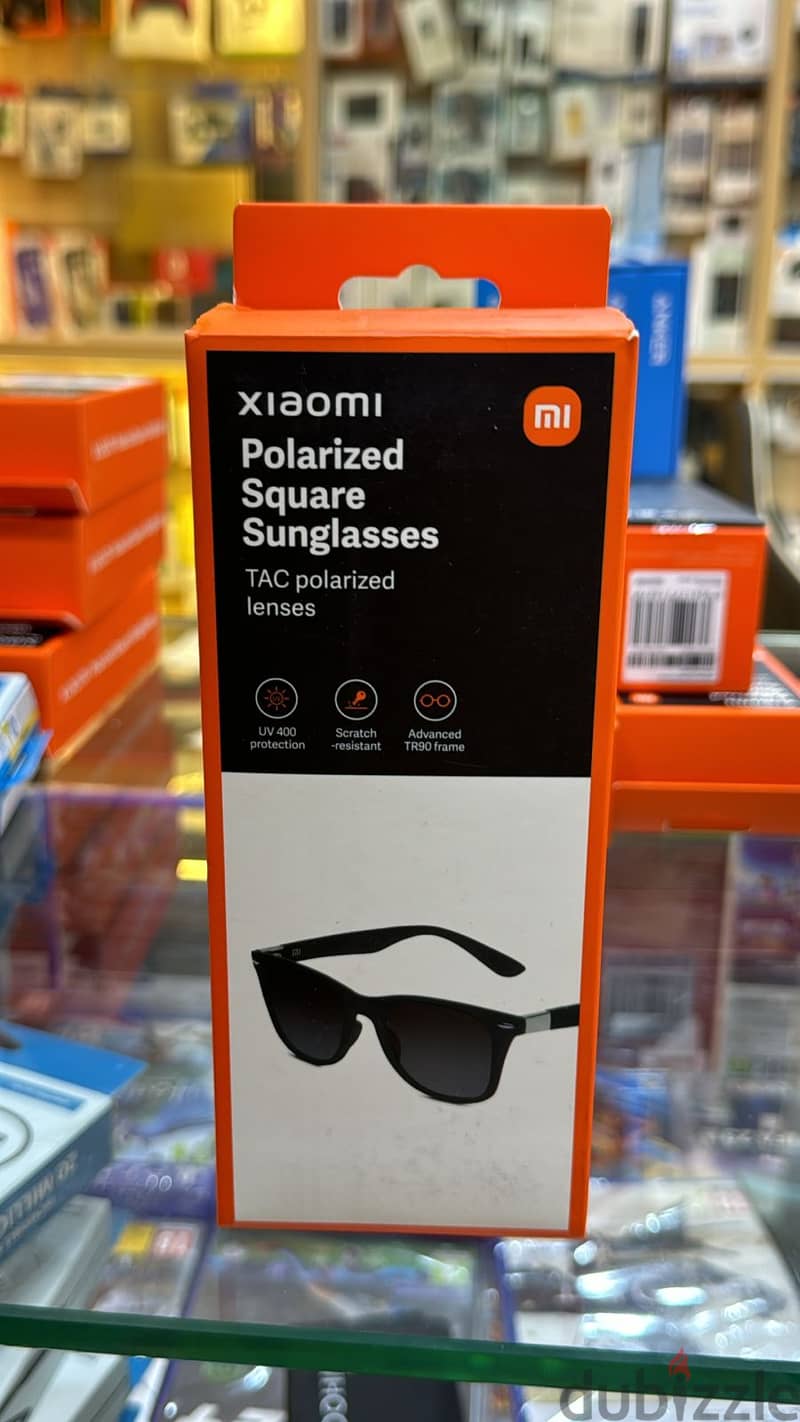 xiaomi
mi
Polarized
Square
Sunglasses
TAC polarized
lenses
UV 400
protection
Scratch
-resistant
Advanced
TR90 frame
dubizzle